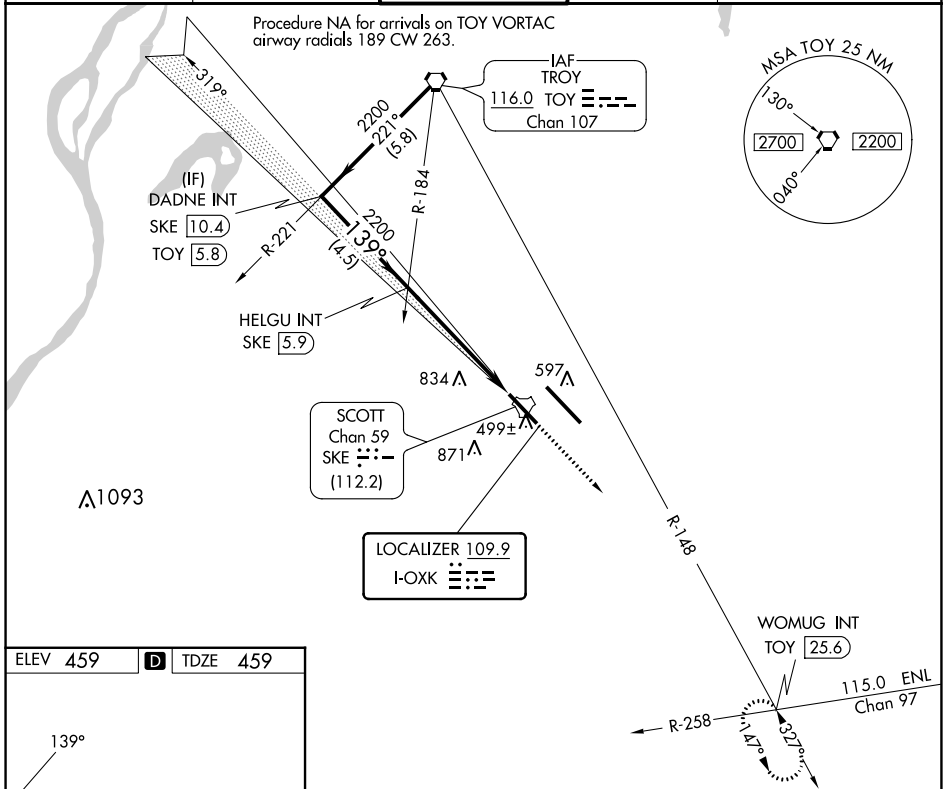 Procedure NA for arrivals on TOY VORTAC
airway radials 189 CW 263.
IAF
TROY
116.0 TOY
Chan 107
MSA TOY 25 NM
130°
2700
2200
040°
319°
2200
221°
(5.8)
R-184
(IF)
DADNE INT
SKE 10.4
TOY 5.8
R-221
2200
139°
(4.5)
HELGU INT
SKE 5.9
834
597
499±
871
SCOTT
Chan 59
SKE
(112.2)
1093
LOCALIZER 109.9
I-OXK
R-148
WOMUG INT
TOY 25.6
115.0 ENL
Chan 97
R-258
147°
327°
ELEV 459 D TDZE 459
139°